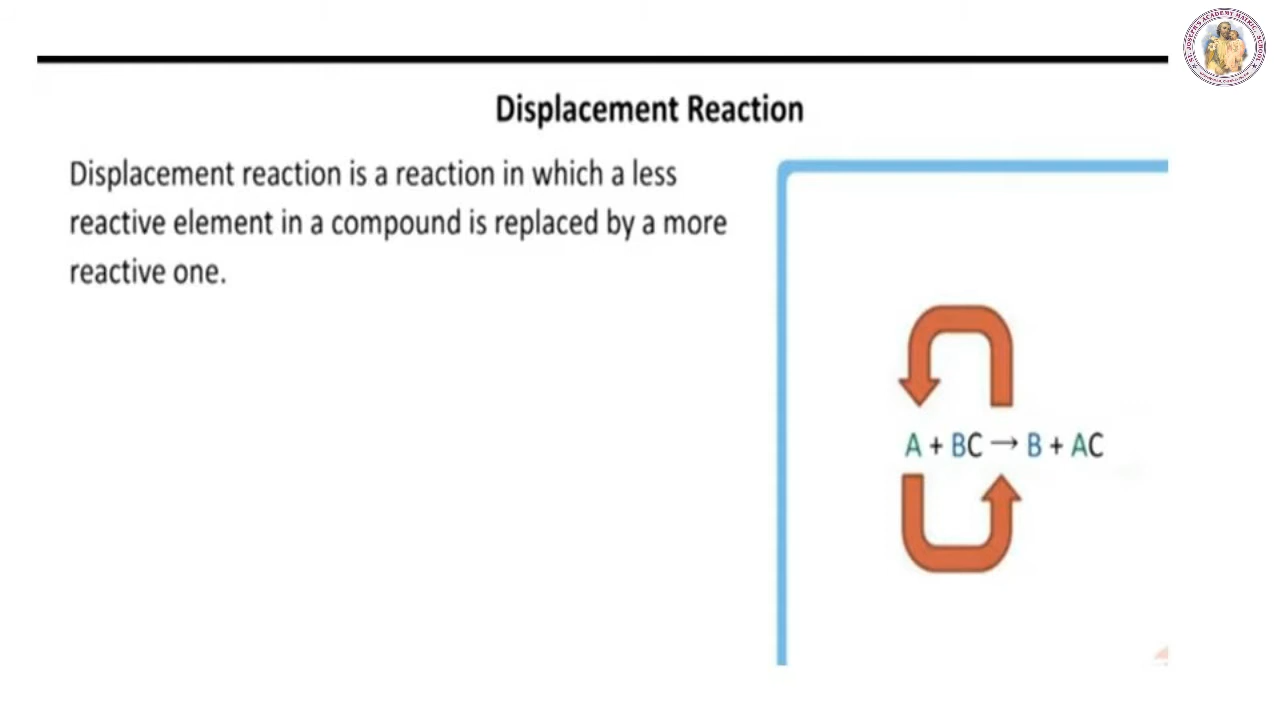 Displacement Reaction
Displacement reaction is a reaction in which a less
reactive element in a compound is replaced by a more
reactive one.
A + BC → B + AC